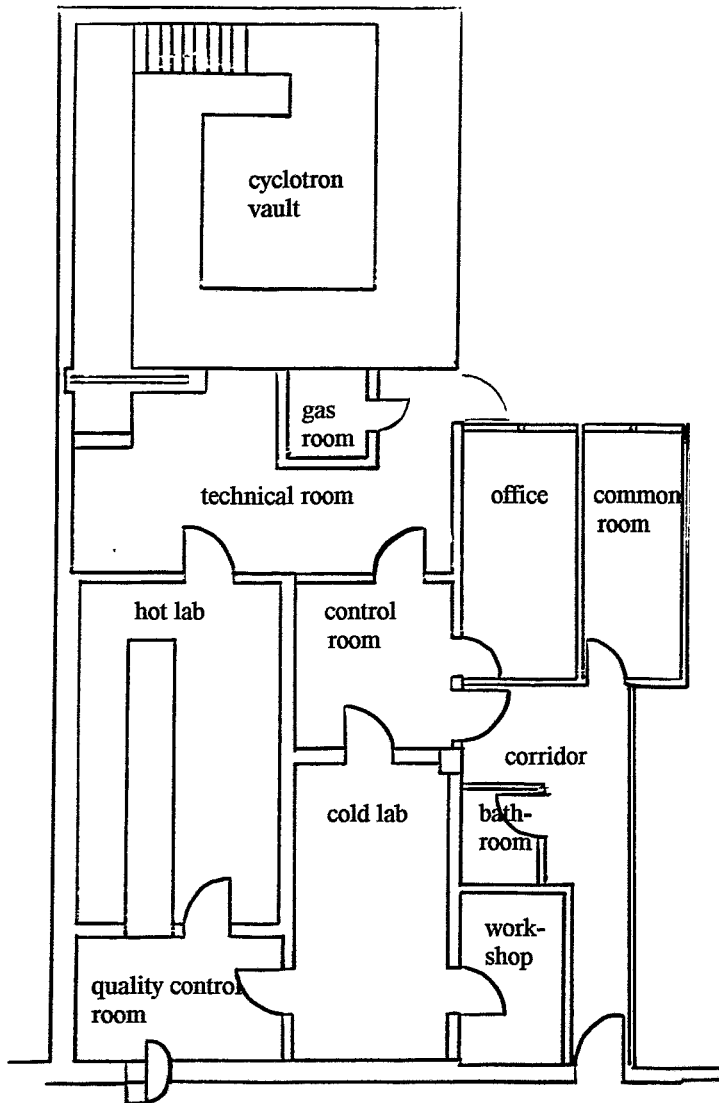 cyclotron
vault
gas
room
technical room
office
common
room
hot lab
control
room
corridor
cold lab
bath-
room
work-
shop
quality control
room